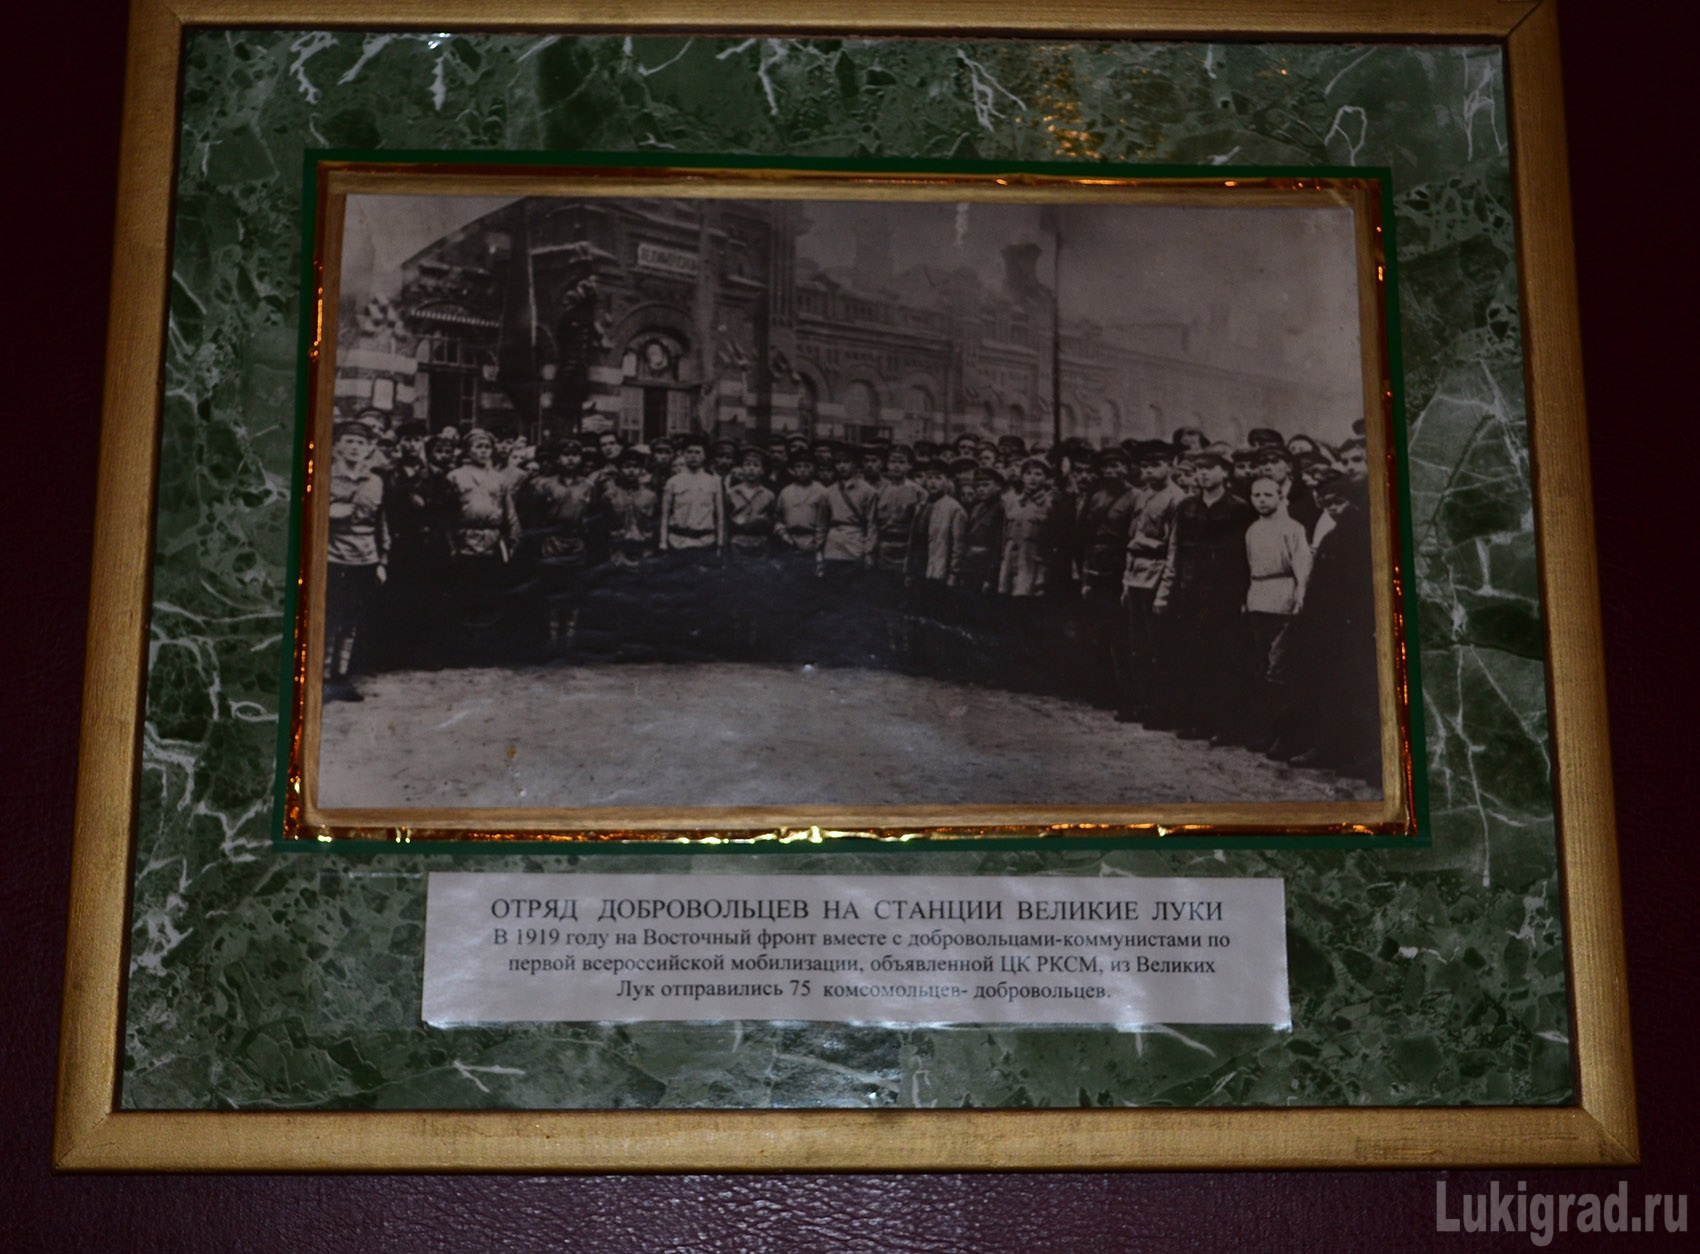 ОТРЯД ДОБРОВОЛЬЦЕВ НА СТАНЦИИ ВЕЛИКИЕ ЛУКИ
В 1919 году на Восточный фронт вместе с добровольцами-коммунистами по
первой всероссийской мобилизации, объявленной ЦК РКСМ, из Великих
Лук отправились 75 комсомольцев- добровольцев.
Lukigrad.ru